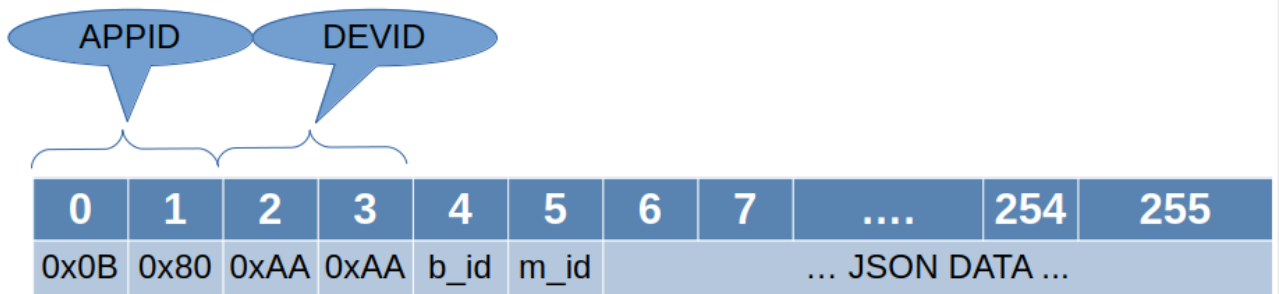 APPID DEVID
0 1 2 3 4 5 6 7 .... 254 255
0x0B 0x80 0xAA 0xAA b_id m_id ... JSON DATA ...